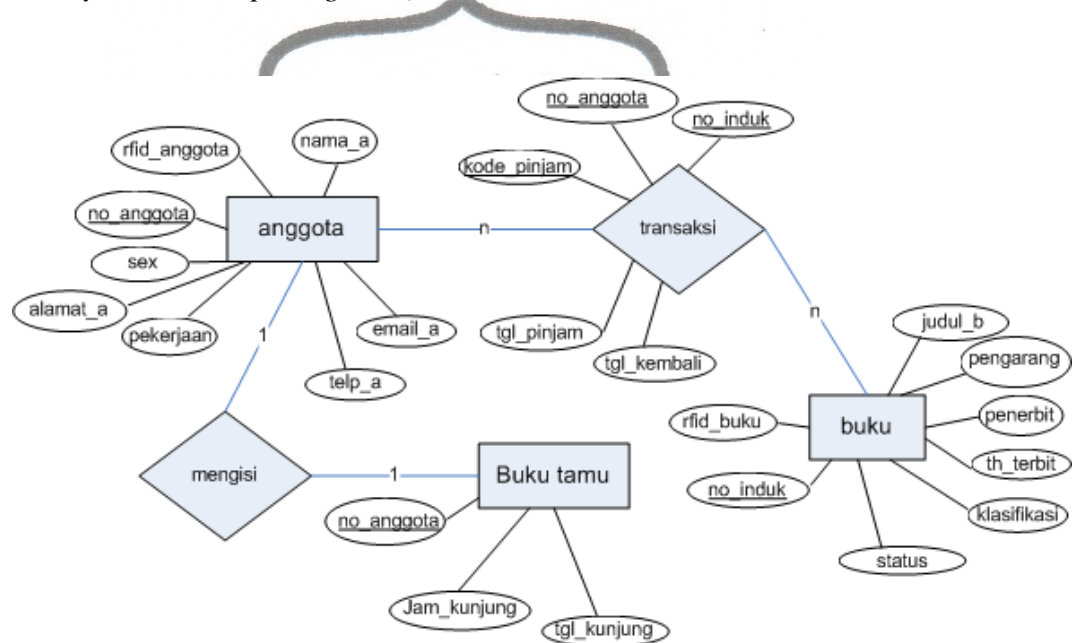 no_anggota
no_induk
nama_a
rfid_anggota
kode_pinjam
no_anggota
anggota
n
transaksi
sex
alamat_a
pekerjaan
1
email_a
tgl_pinjam
n
judul_b
telp_a
tgl_kembali
pengarang
rfid_buku
buku
penerbit
th_terbit
mengisi
1
Buku tamu
no_induk
klasifikasi
no_anggota
status
Jam_kunjung
tgl_kunjung